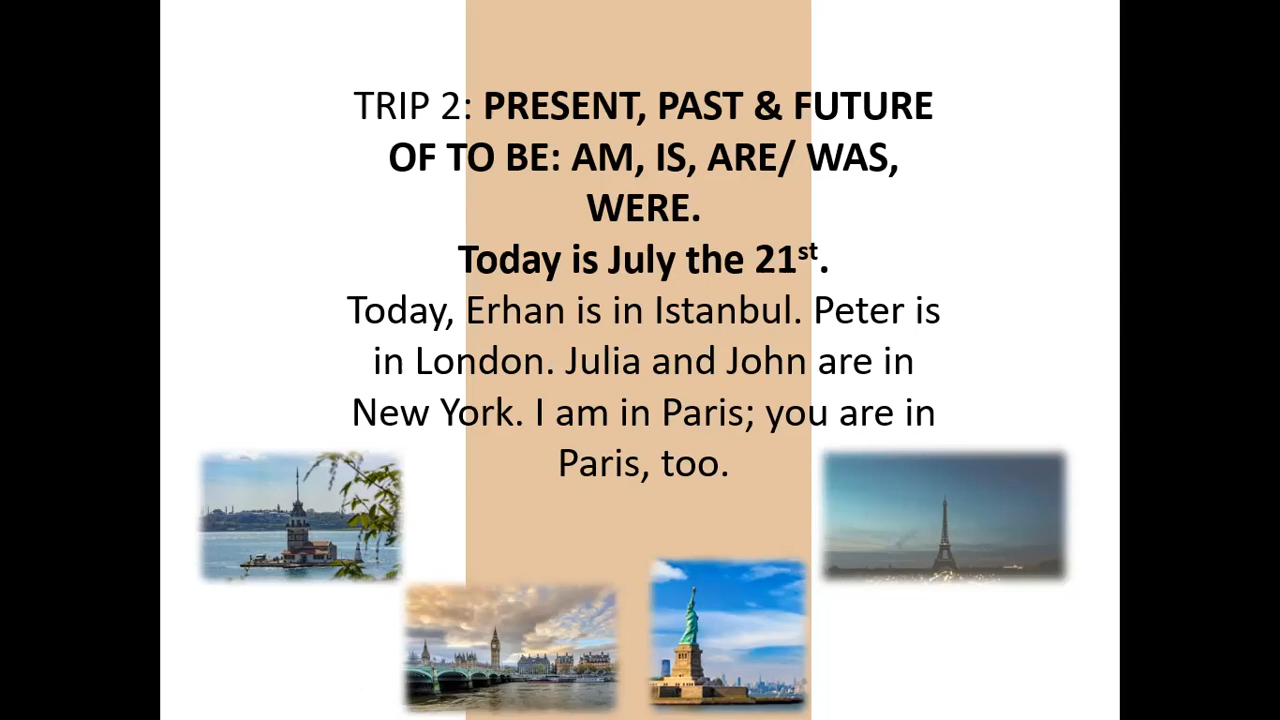 TRIP 2: PRESENT, PAST & FUTURE
OF TO BE: AM, IS, ARE/ WAS,
WERE.
Today is July the 21st.
Today, Erhan is in Istanbul. Peter is
in London. Julia and John are in
New York. I am in Paris; you are in
Paris, too.